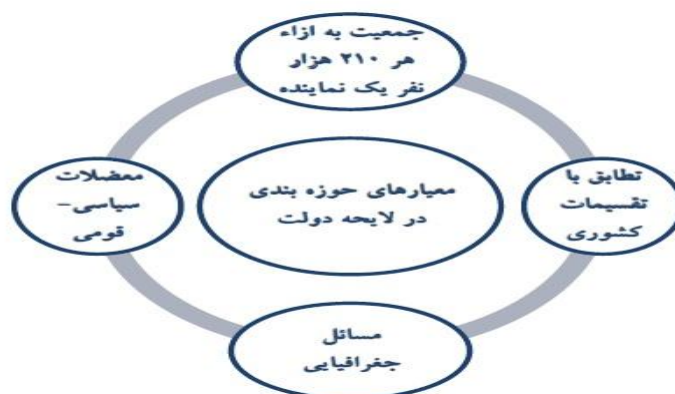 جمعیت به ازاء
هر ۲۱۰ هزار
نفر یک نماینده
تطابق با
تقسیمات
کشوری
معیارهای حوزه بندی
در لایحه دولت
معضلات
سیاسی-
قومی
مسائل
جغرافیایی